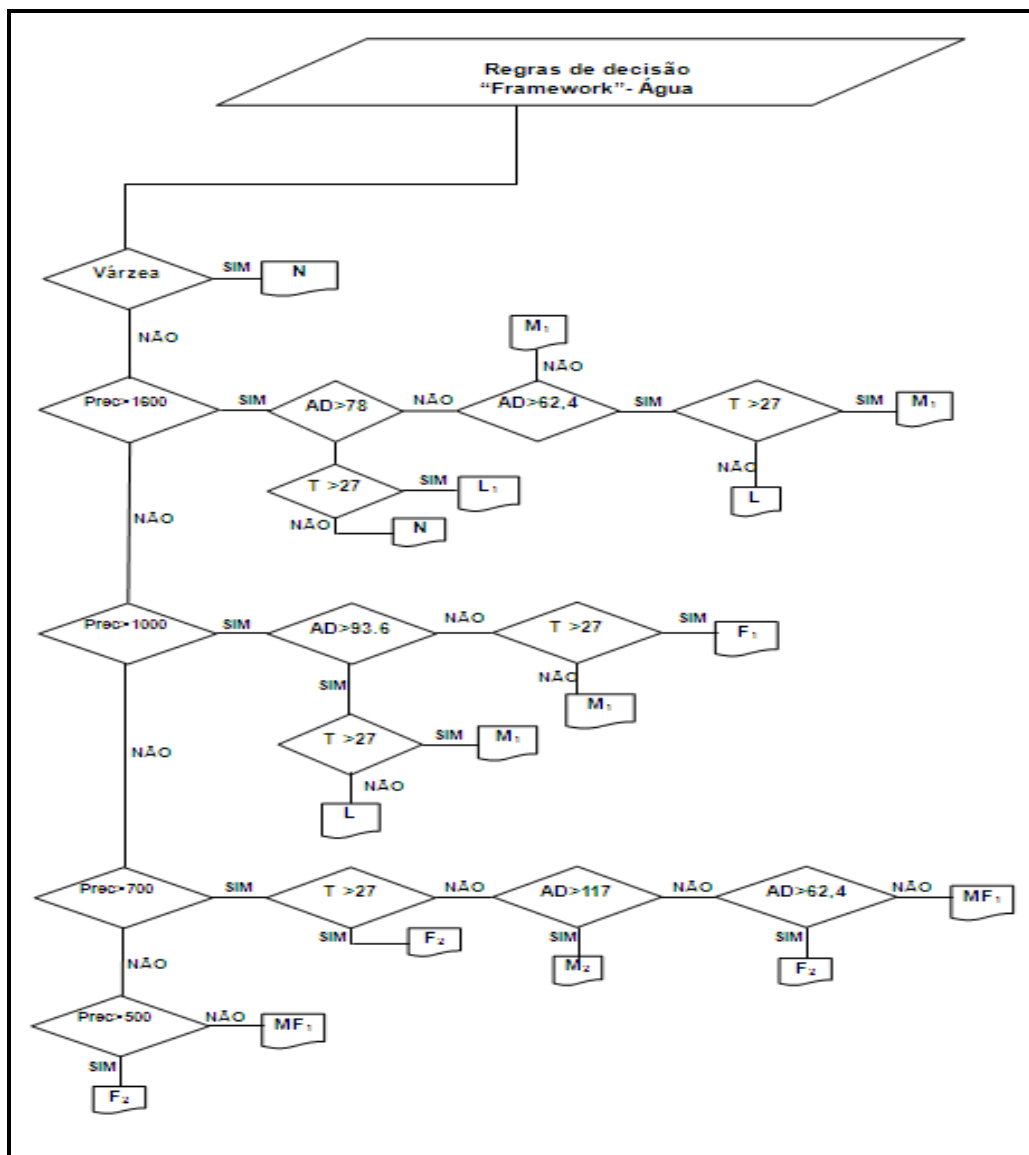 Regras de decisão
“Framework”- Água
Várzea
SIM
N
NÃO
M₁
NÃO
Prec>1600
SIM
AD>78
NÃO
AD>62,4
SIM
T >27
SIM
M₁
T >27
SIM
L₁
NÃO
L
NÃO
N
NÃO
Prec>1000
SIM
AD>93.6
NÃO
T >27
SIM
F₁
SIM
NÃO
M₁
T >27
SIM
M₁
NÃO
NÃO
L
Prec>700
SIM
T >27
NÃO
AD>117
NÃO
AD>62,4
NÃO
MF₁
SIM
F₂
SIM
M₂
SIM
F₂
NÃO
Prec>500
NÃO
MF₁
SIM
F₂